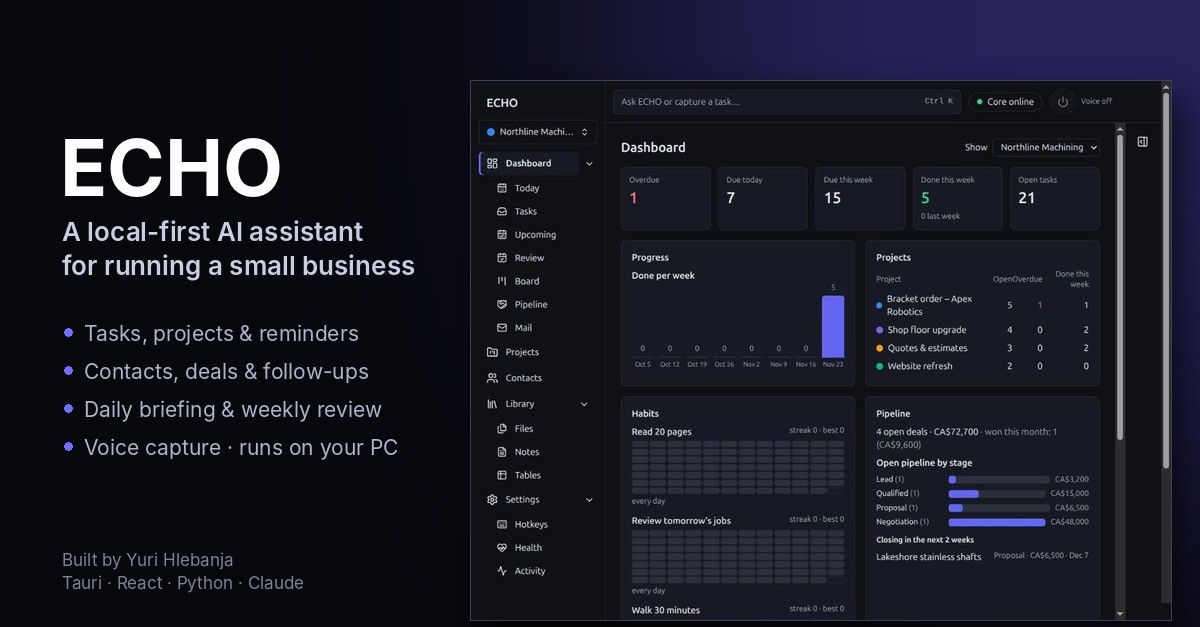 ECHO
A local-first AI assistant
for running a small business
Tasks, projects & reminders
Contacts, deals & follow-ups
Daily briefing & weekly review
Voice capture · runs on your PC
Built by Yuri Hlebanja
Tauri · React · Python · Claude
ECHO
Northline Machi...
Dashboard
Today
Tasks
Upcoming
Review
Board
Pipeline
Mail
Projects
Contacts
Library
Files
Notes
Tables
Settings
Hotkeys
Health
Activity
Ask ECHO or capture a task... Ctrl K
Core online
Voice off
Dashboard
Show Northline Machining
Overdue
1
Due today
7
Due this week
15
Done this week
5
0 last week
Open tasks
21
Progress
Done per week
5
0 0 0 0 0 0 0
Oct 5 Oct 12 Oct 19 Oct 26 Nov 2 Nov 9 Nov 16 Nov 23
Projects
Project Open Overdue Done this
week
Bracket order – Apex
Robotics 5 1 1
Shop floor upgrade 4 0 2
Quotes & estimates 3 0 2
Website refresh 2 0 0
Habits
Read 20 pages streak 0 · best 0
every day
Review tomorrow's jobs streak 0 · best 0
every day
Walk 30 minutes streak 0 · best 0
Pipeline
4 open deals · CA$72,700 · won this month: 1
(CA$9,600)
Open pipeline by stage
Lead (1) CA$3,200
Qualified (1) CA$15,000
Proposal (1) CA$6,500
Negotiation (1) CA$48,000
Closing in the next 2 weeks
Lakeshore stainless shafts Proposal · CA$6,500 · Dec 7